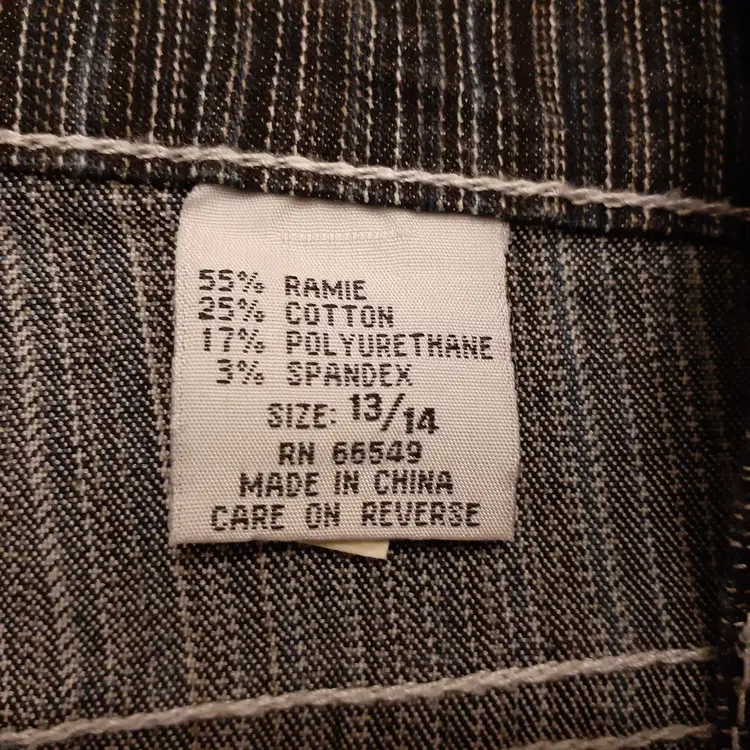 55% RAMIE
25% COTTON
17% POLYURETHANE
3% SPANDEX
SIZE: 13/14
RN 66549
MADE IN CHINA
CARE ON REVERSE